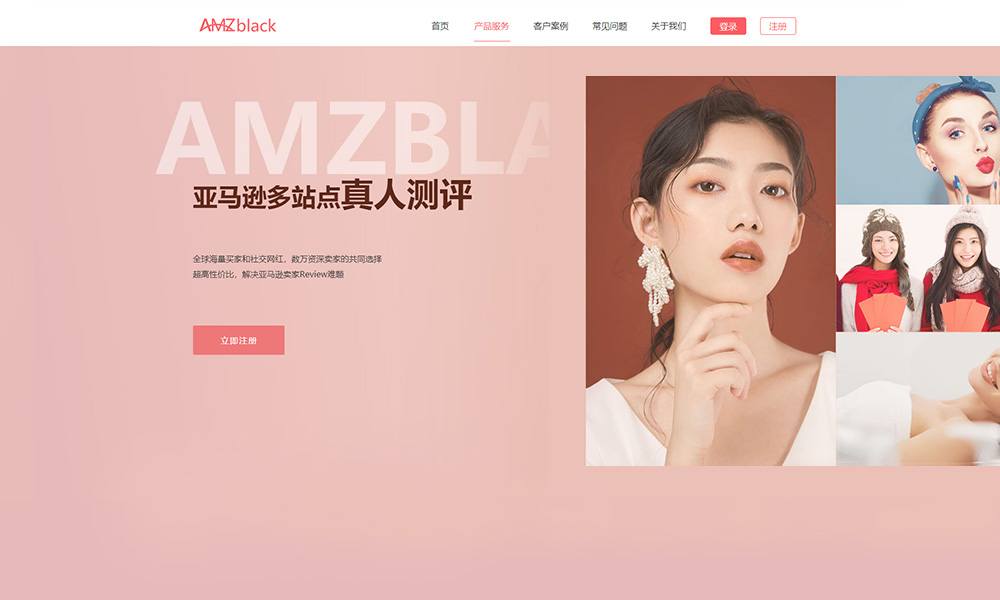 AMZblack
首页 产品服务 客户案例 常见问题 关于我们 登录 注册
AMZBLA
亚马逊多站点真人测评
全球海量买家和社交网红，数万资深卖家的共同选择
超高性价比，解决亚马逊卖家Review难题
立即注册